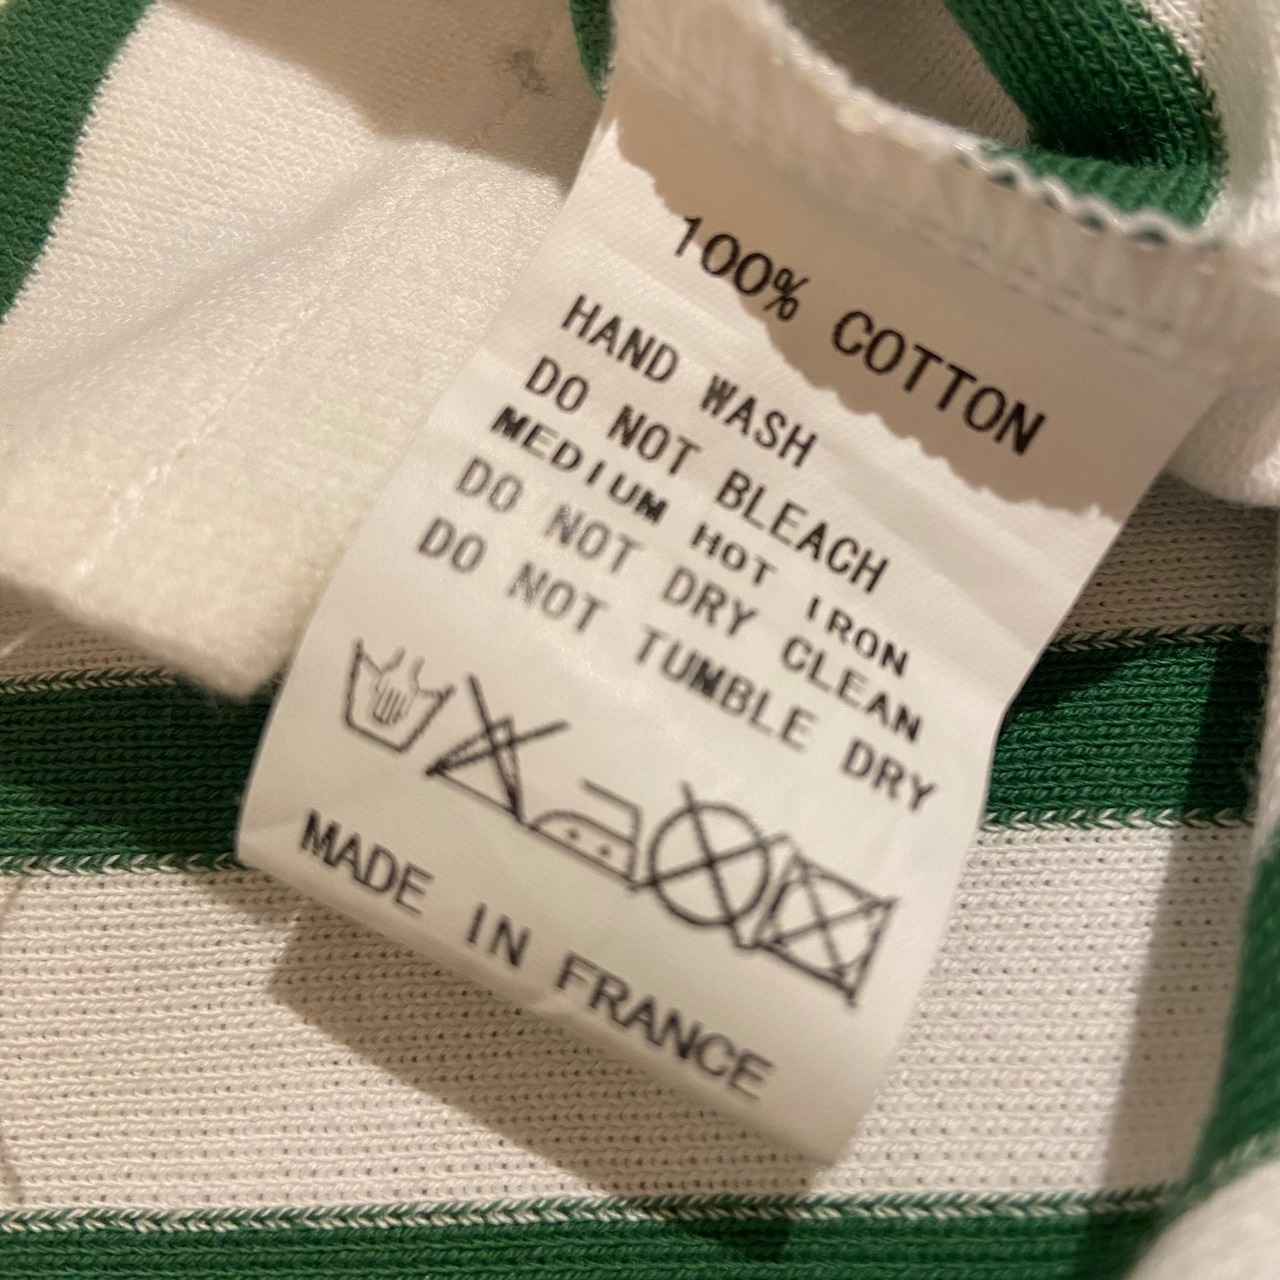 100% COTTON
HAND WASH
DO NOT BLEACH
MEDIUM HOT IRON
DO NOT DRY CLEAN
DO NOT TUMBLE DRY
MADE IN FRANCE